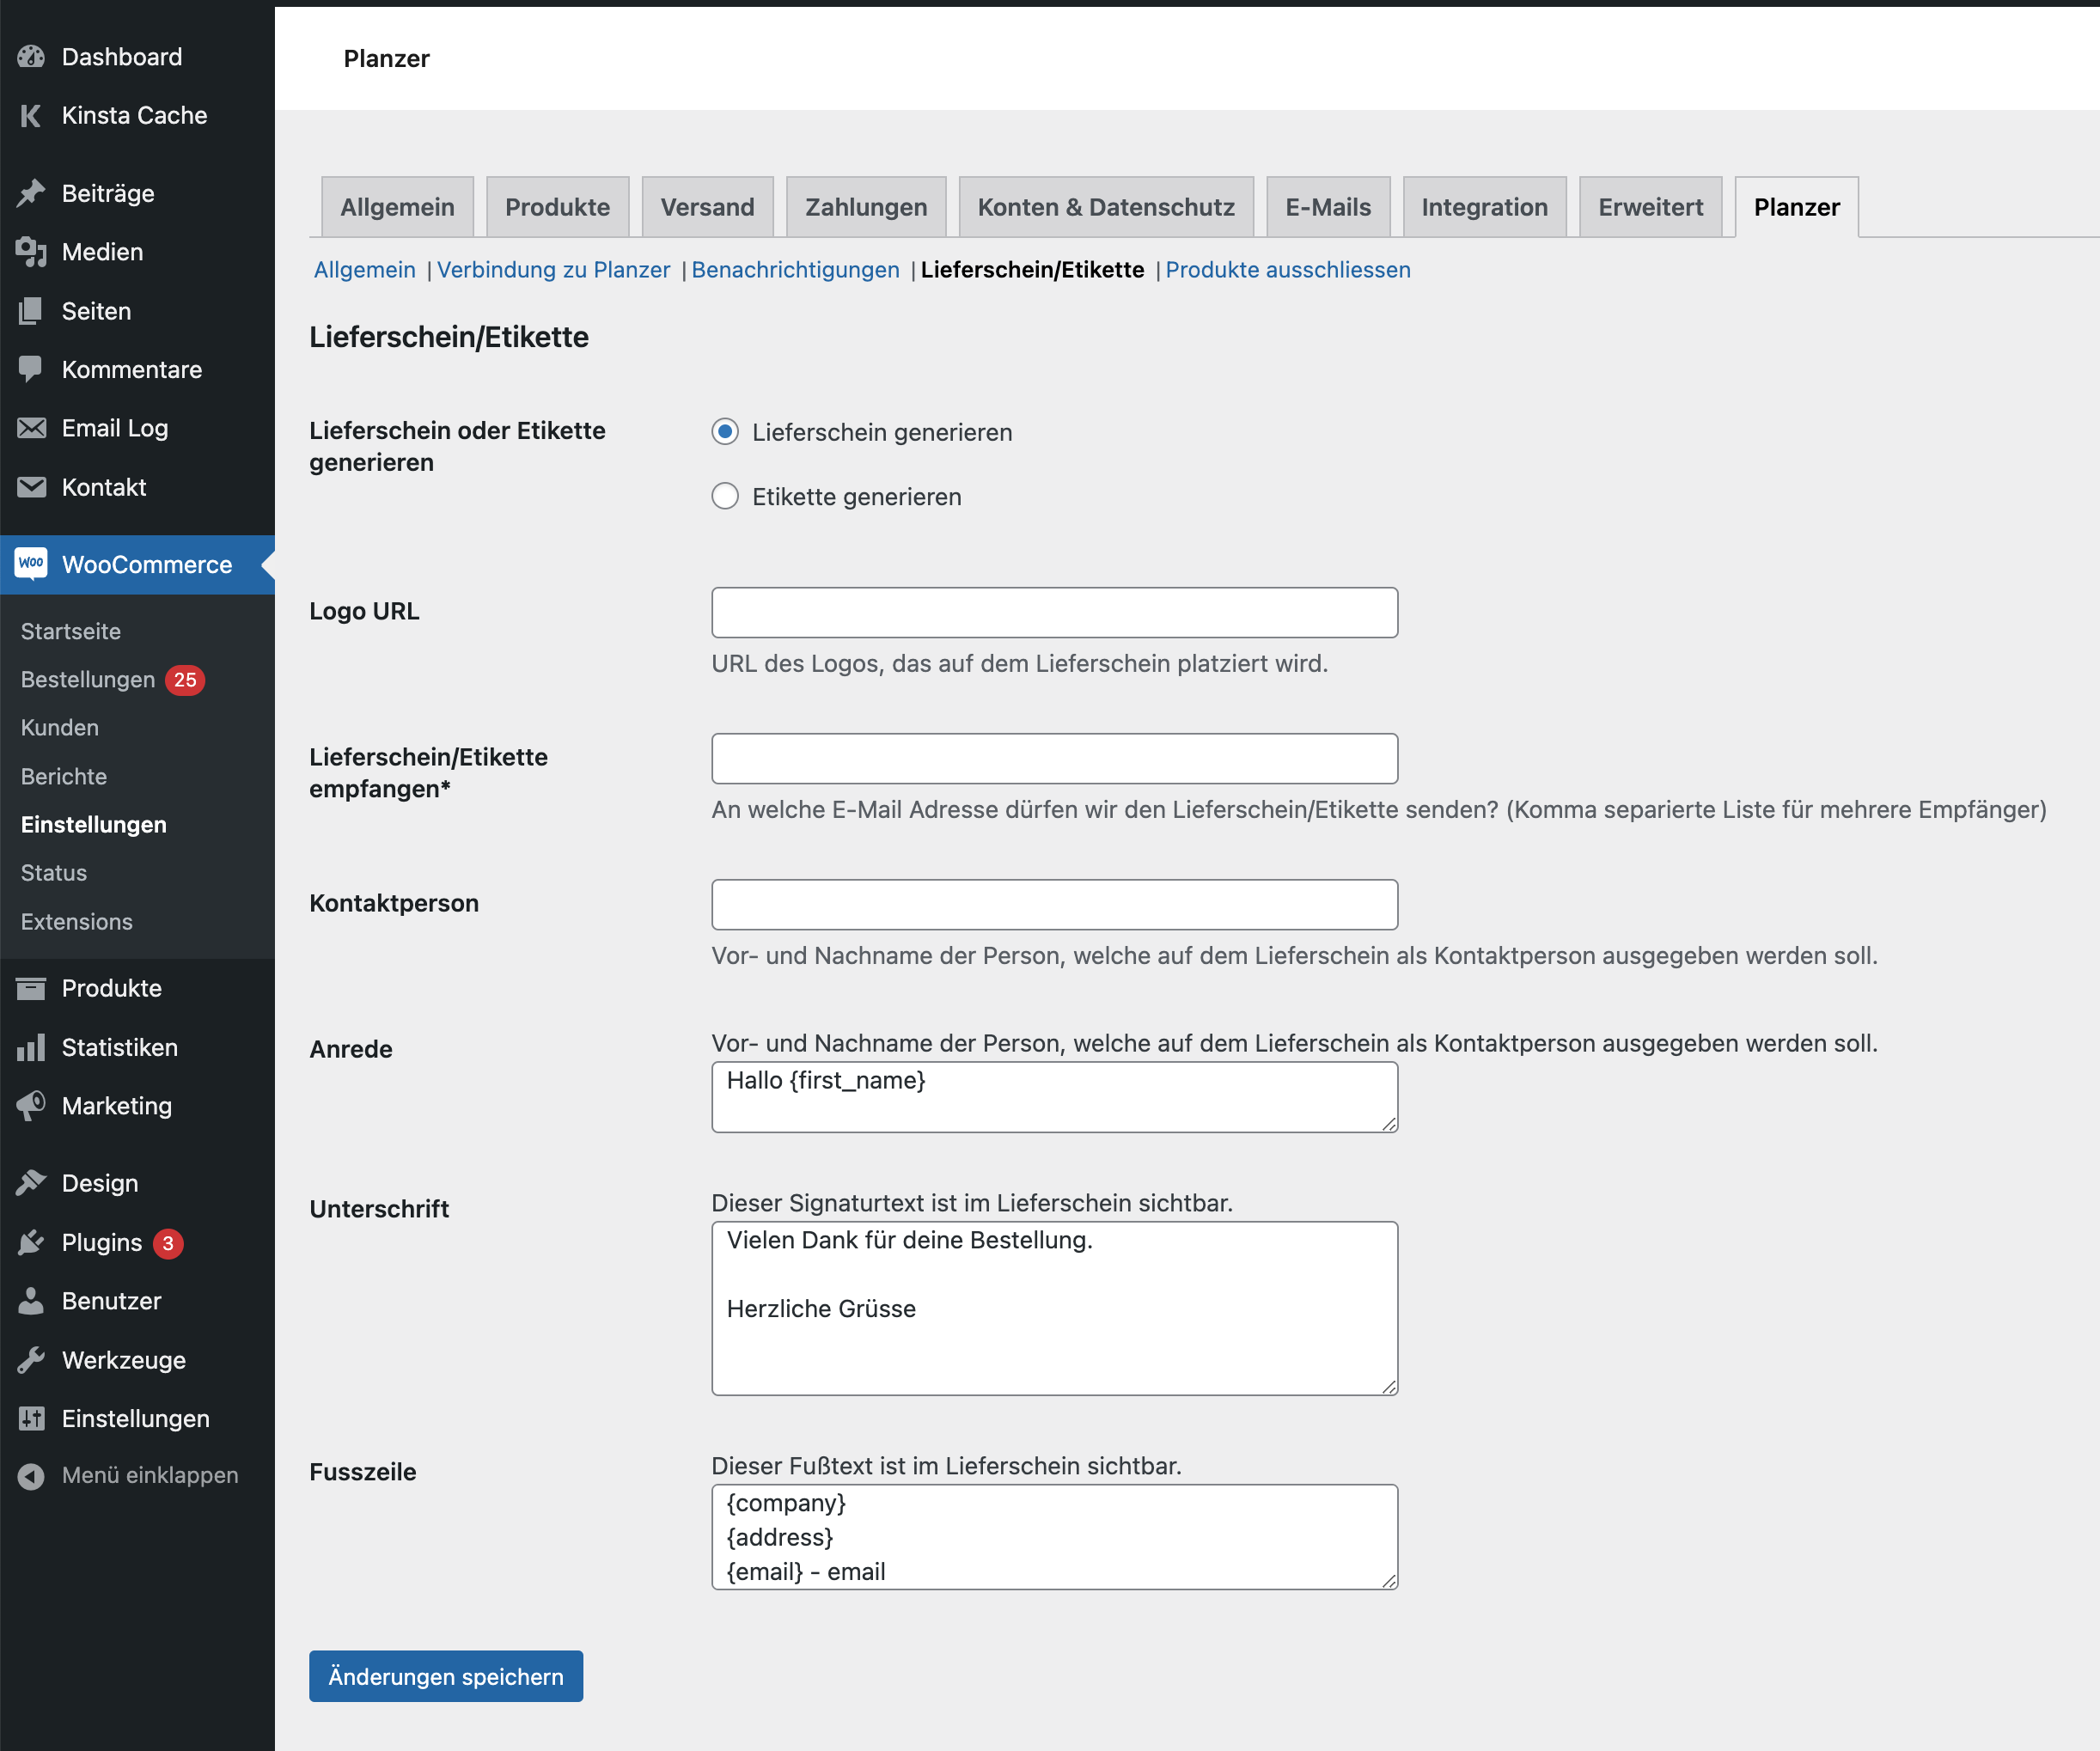 Dashboard
Kinsta Cache
Beiträge
Medien
Seiten
Kommentare
Email Log
Kontakt
Woo WooCommerce
Startseite
Bestellungen 25
Kunden
Berichte
Einstellungen
Status
Extensions
Produkte
Statistiken
Marketing
Design
Plugins 3
Benutzer
Werkzeuge
Einstellungen
Menü einklappen
Planzer
Allgemein Produkte Versand Zahlungen Konten & Datenschutz E-Mails Integration Erweitert Planzer
Allgemein | Verbindung zu Planzer | Benachrichtigungen | Lieferschein/Etikette | Produkte ausschliessen
Lieferschein/Etikette
Lieferschein oder Etikette
generieren
Lieferschein generieren
Etikette generieren
Logo URL
URL des Logos, das auf dem Lieferschein platziert wird.
Lieferschein/Etikette
empfangen*
An welche E-Mail Adresse dürfen wir den Lieferschein/Etikette senden? (Komma separierte Liste für mehrere Empfänger)
Kontaktperson
Vor- und Nachname der Person, welche auf dem Lieferschein als Kontaktperson ausgegeben werden soll.
Anrede
Vor- und Nachname der Person, welche auf dem Lieferschein als Kontaktperson ausgegeben werden soll.
Hallo {first_name}
Unterschrift
Dieser Signaturtext ist im Lieferschein sichtbar.
Vielen Dank für deine Bestellung.
Herzliche Grüsse
Fusszeile
Dieser Fußtext ist im Lieferschein sichtbar.
{company}
{address}
{email} - email
Änderungen speichern